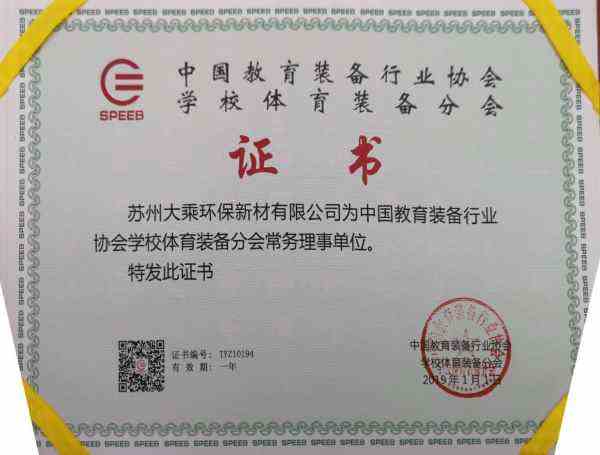 中国教育装备行业协会
学校体育装备分会
SPEEB
证书
苏州大乘环保新材有限公司为中国教育装备行业
协会学校体育装备分会常务理事单位。
特发此证书
证书编号: TYZ10194
有 效 期: 一年
中国教育装备行业协会
学校体育装备分会
2019年1月1日